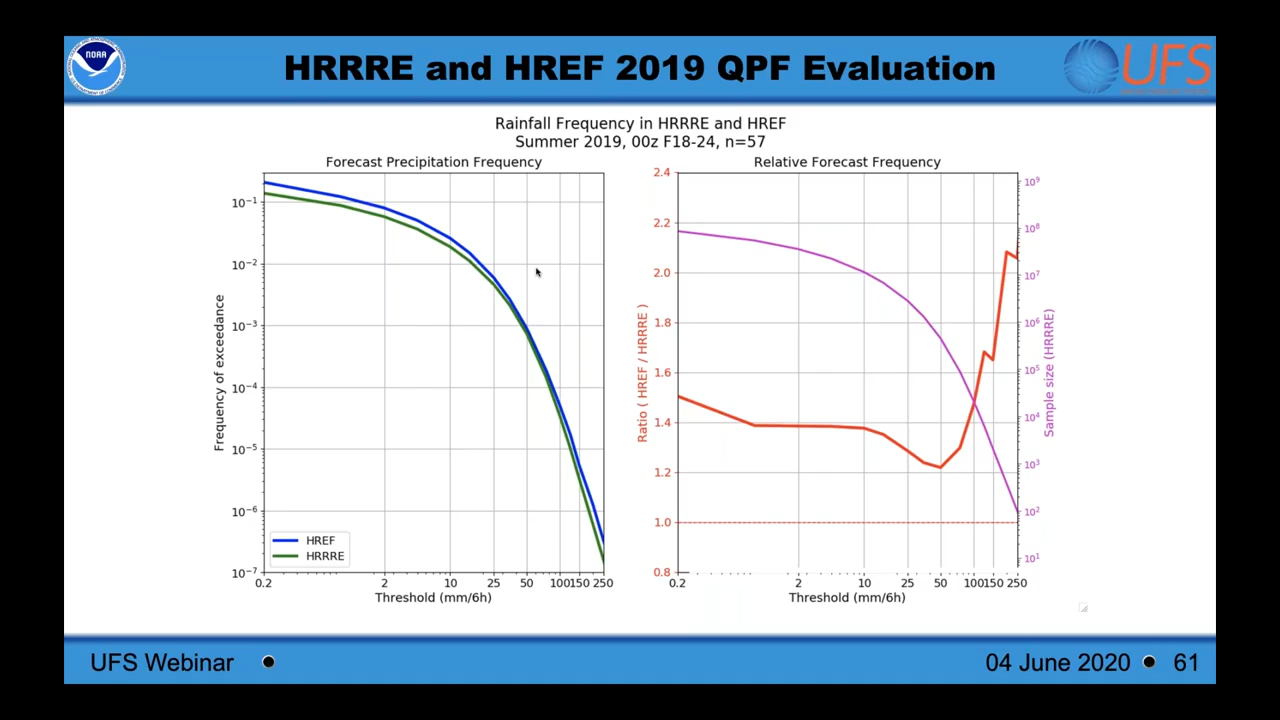 NOAA
HRRRE and HREF 2019 QPF Evaluation
UFS
Rainfall Frequency in HRRRE and HREF
Summer 2019, 00z F18-24, n=57
Forecast Precipitation Frequency
Frequency of exceedance
10⁻¹
10⁻²
10⁻³
10⁻⁴
10⁻⁵
10⁻⁶
10⁻⁷
HREF
HRRRE
0.2 2 10 25 50 100 150 250
Threshold (mm/6h)
Relative Forecast Frequency
Ratio ( HREF / HRRRE )
2.4
2.2
2.0
1.8
1.6
1.4
1.2
1.0
0.8
10⁹
10⁸
10⁷
10⁶
10⁵
10⁴
10³
10²
10¹
Sample size (HRRRE)
0.2 2 10 25 50 100 150 250
Threshold (mm/6h)
UFS Webinar •
04 June 2020 • 61